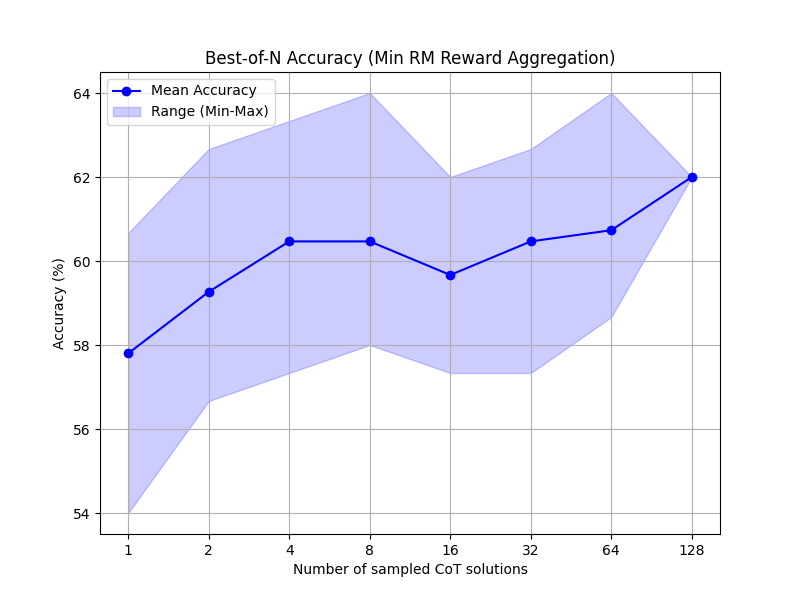 Best-of-N Accuracy (Min RM Reward Aggregation)
Mean Accuracy
Range (Min-Max)
Accuracy (%)
64
62
60
58
56
54
1 2 4 8 16 32 64 128
Number of sampled CoT solutions